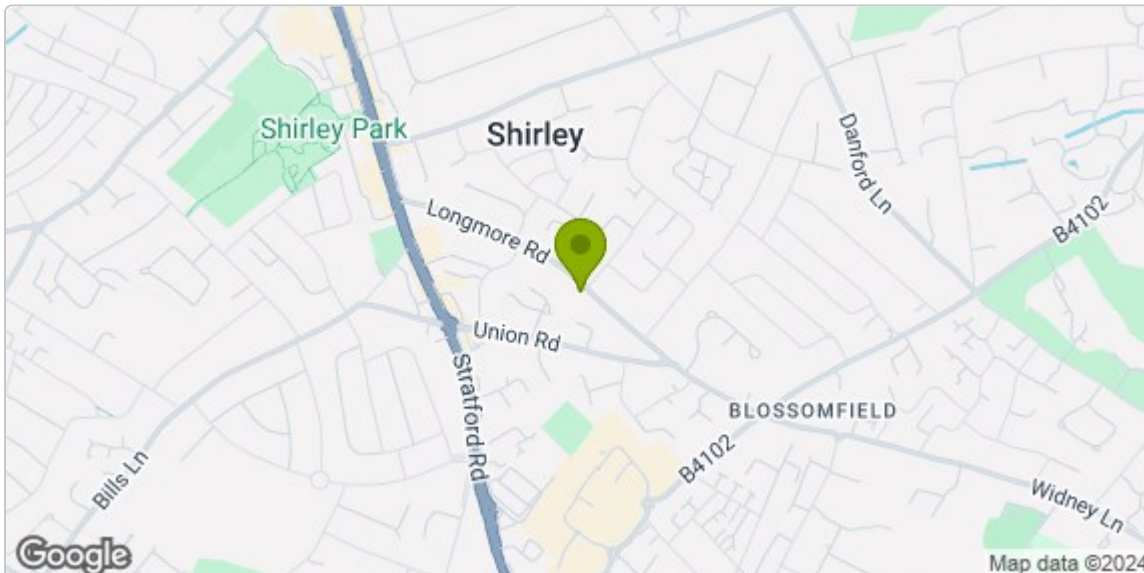 Shirley Park
Shirley
Danford Ln
Longmore Rd
B4102
Union Rd
Stratford Rd
BLOSSOMFIELD
B4102
Bills Ln
Widney Ln
Google
Map data ©2024